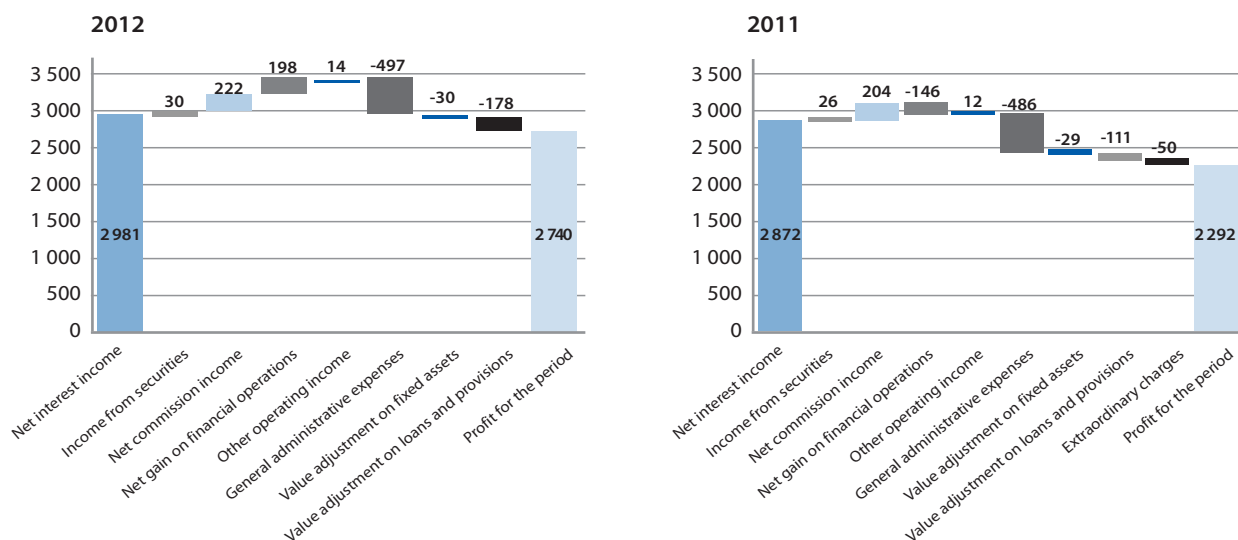 2012
3 500
3 000
2 500
2 000
1 500
1 000
500
0
2 981
30
222
198
14
-497
-30
-178
2 740
Net interest income
Income from securities
Net commission income
Net gain on financial operations
Other operating income
General administrative expenses
Value adjustment on fixed assets
Value adjustment on loans and provisions
Profit for the period
2011
3 500
3 000
2 500
2 000
1 500
1 000
500
0
2 872
26
204
-146
12
-486
-29
-111
-50
2 292
Net interest income
Income from securities
Net commission income
Net gain on financial operations
Other operating income
General administrative expenses
Value adjustment on fixed assets
Value adjustment on loans and provisions
Extraordinary charges
Profit for the period